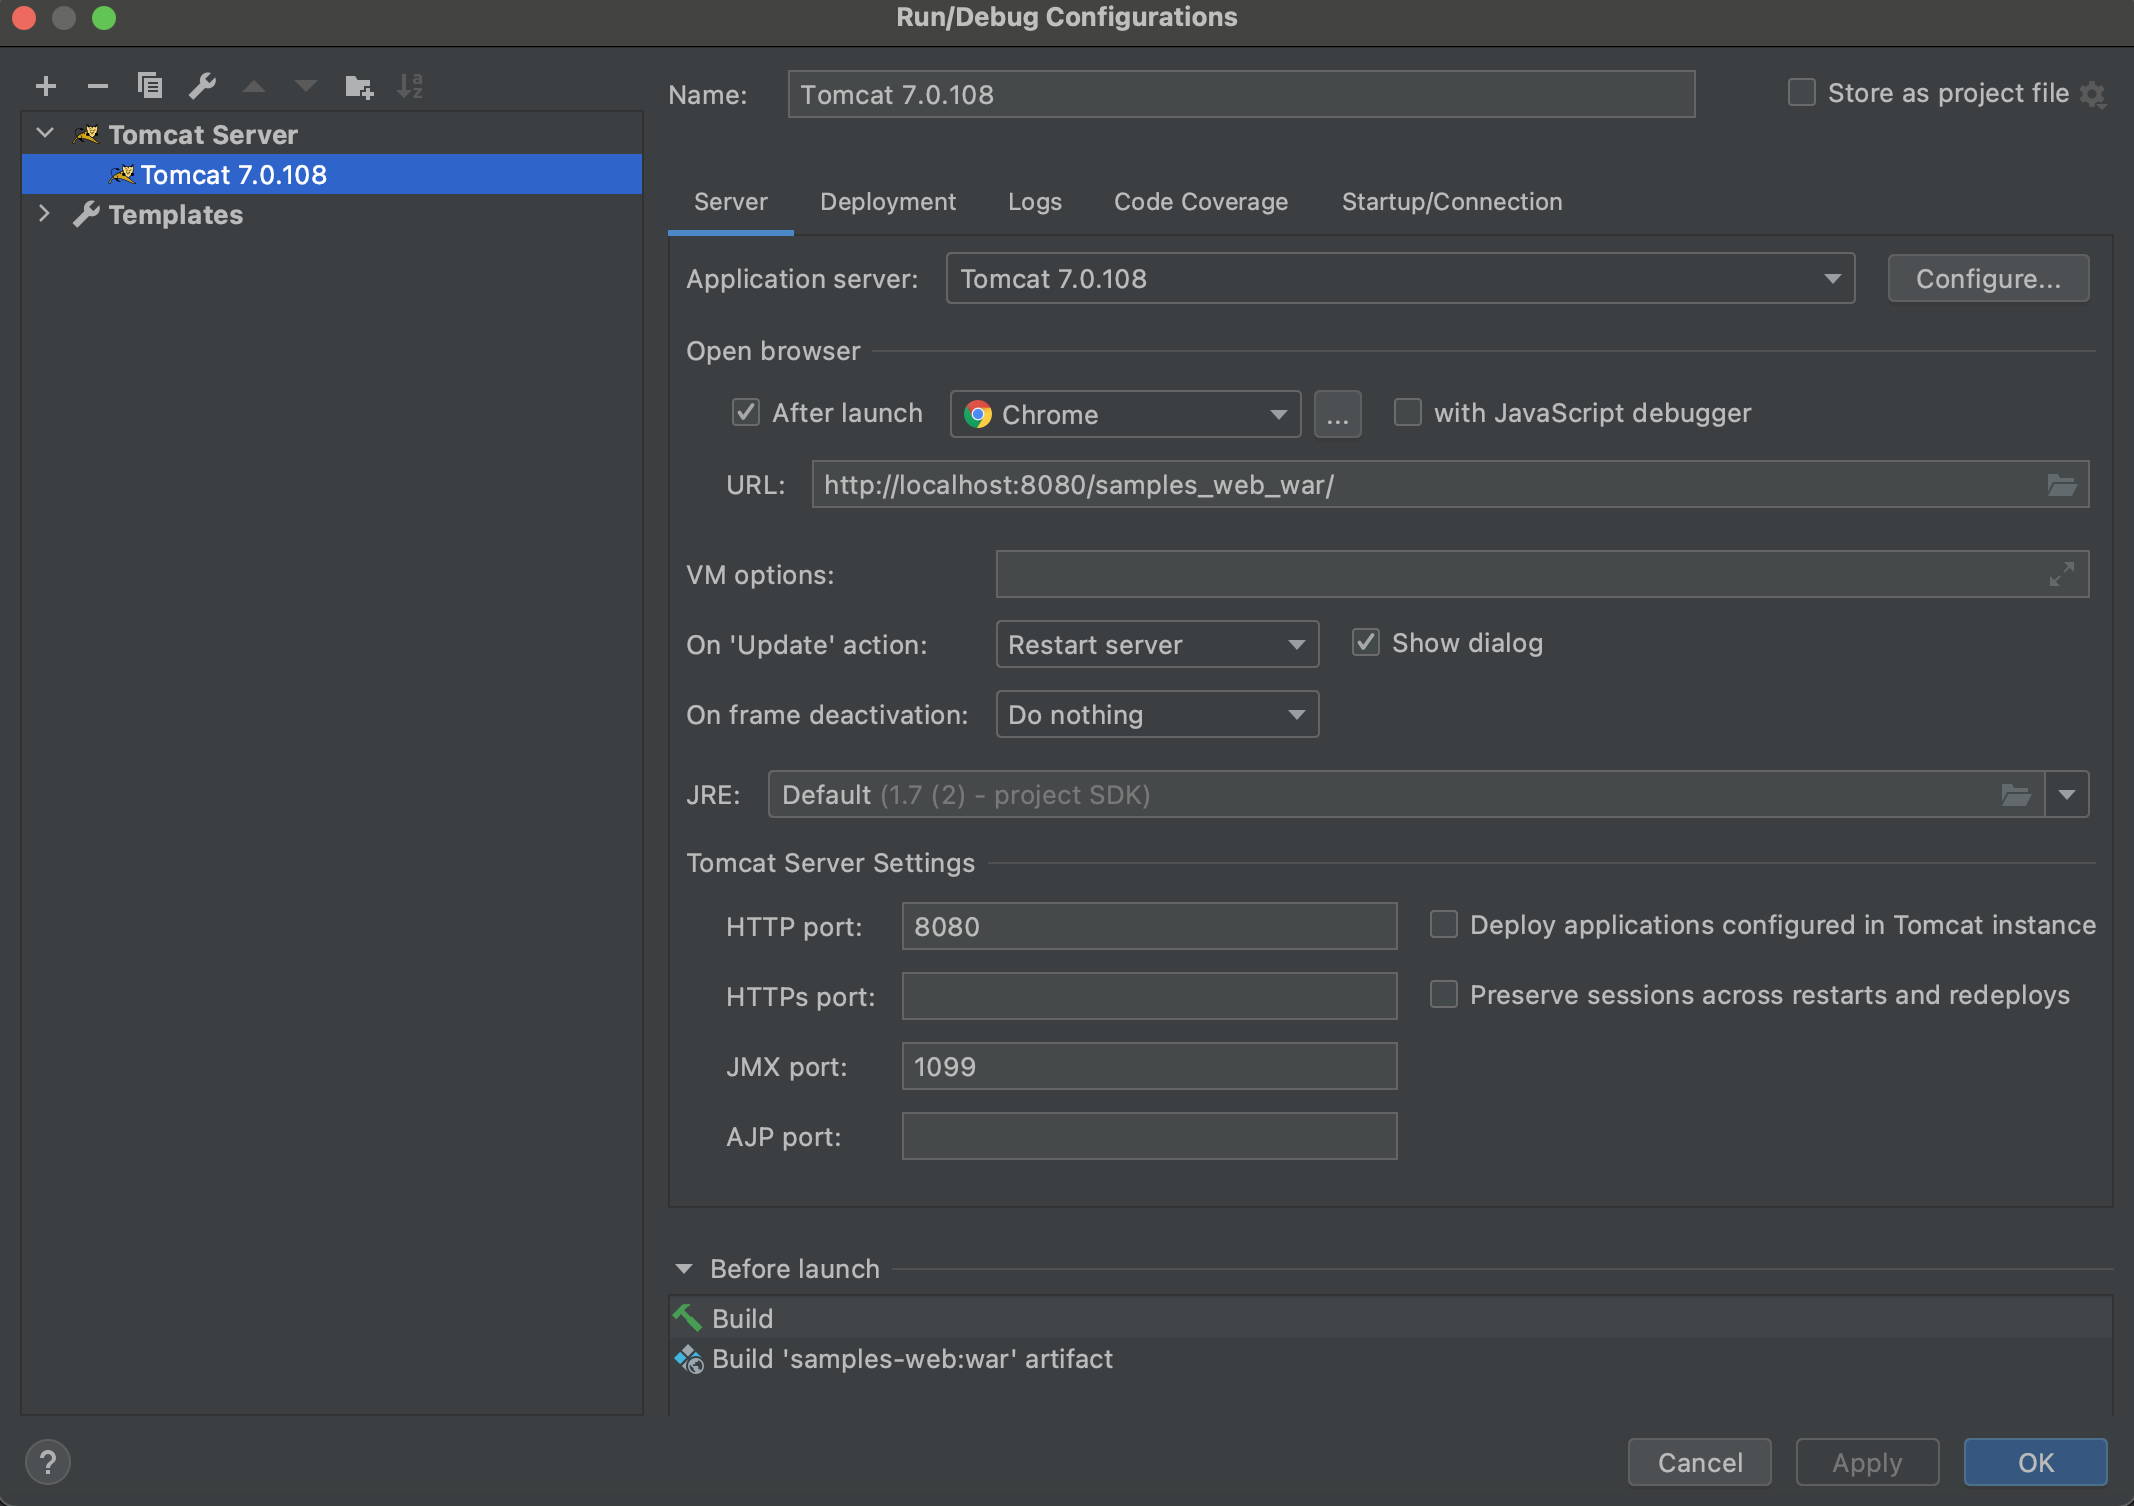 Run/Debug Configurations
Name: Tomcat 7.0.108 Store as project file
Tomcat Server
Tomcat 7.0.108
Templates
Server Deployment Logs Code Coverage Startup/Connection
Application server: Tomcat 7.0.108 Configure...
Open browser
After launch Chrome ... with JavaScript debugger
URL: http://localhost:8080/samples_web_war/
VM options:
On 'Update' action: Restart server Show dialog
On frame deactivation: Do nothing
JRE: Default (1.7 (2) - project SDK)
Tomcat Server Settings
HTTP port: 8080 Deploy applications configured in Tomcat instance
HTTPs port: Preserve sessions across restarts and redeploys
JMX port: 1099
AJP port:
Before launch
Build
Build 'samples-web:war' artifact
? Cancel Apply OK